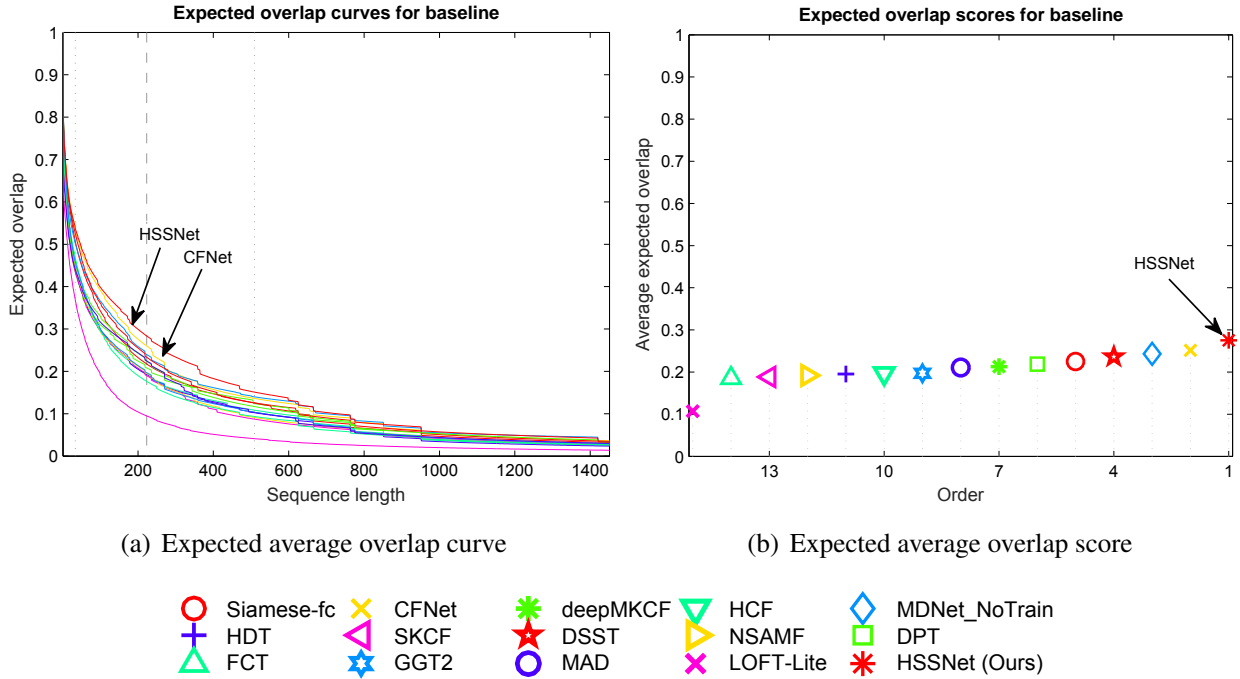 Expected overlap curves for baseline
1
0.9
0.8
0.7
0.6
0.5
0.4
0.3
0.2
0.1
0
Expected overlap
HSSNet
CFNet
200 400 600 800 1000 1200 1400
Sequence length
(a) Expected average overlap curve
Expected overlap scores for baseline
1
0.9
0.8
0.7
0.6
0.5
0.4
0.3
0.2
0.1
0
Average expected overlap
HSSNet
13 10 7 4 1
Order
(b) Expected average overlap score
Siamese-fc CFNet deepMKCF HCF MDNet_NoTrain
HDT SKCF DSST NSAMF DPT
FCT GGT2 MAD LOFT-Lite HSSNet (Ours)